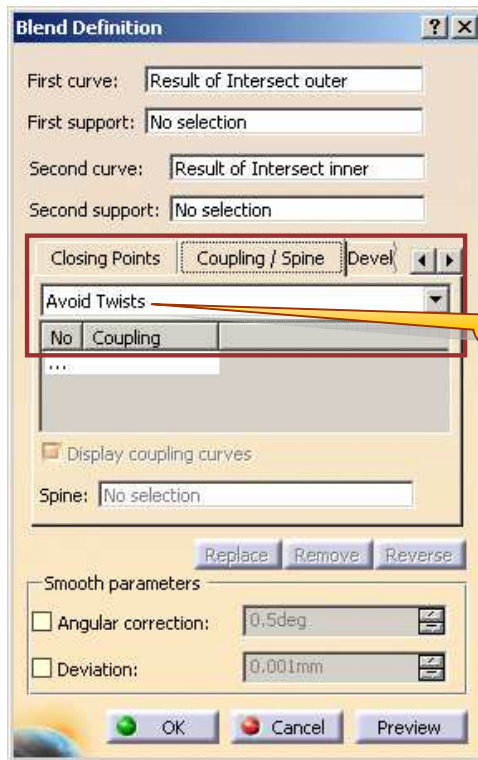 Blend Definition
First curve: Result of Intersect outer
First support: No selection
Second curve: Result of Intersect inner
Second support: No selection
Closing Points Coupling / Spine Devel
Avoid Twists
No Coupling
...
Display coupling curves
Spine: No selection
Replace Remove Reverse
Smooth parameters
Angular correction: 0.5deg
Deviation: 0.001mm
OK Cancel Preview